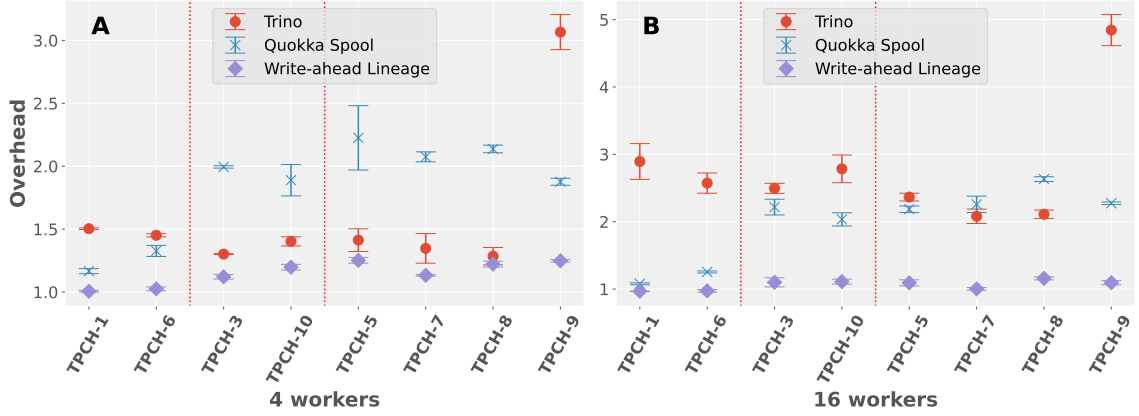 A
Trino
Quokka Spool
Write-ahead Lineage
Overhead
3.0
2.5
2.0
1.5
1.0
TPCH-1
TPCH-6
TPCH-3
TPCH-10
TPCH-5
TPCH-7
TPCH-8
TPCH-9
4 workers
B
Trino
Quokka Spool
Write-ahead Lineage
5
4
3
2
1
TPCH-1
TPCH-6
TPCH-3
TPCH-10
TPCH-5
TPCH-7
TPCH-8
TPCH-9
16 workers